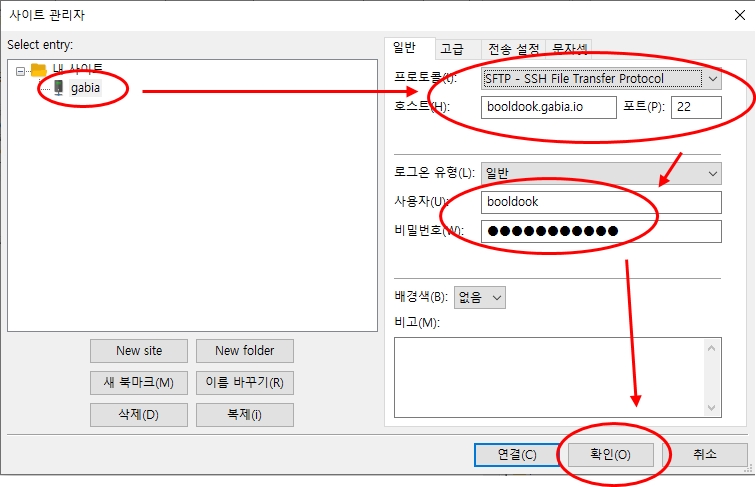 사이트 관리자
Select entry:
내 사이트
gabia
New site
New folder
새 북마크(M)
이름 바꾸기(R)
삭제(D)
복제(i)
일반
고급
전송 설정
문자셋
프로토콜(t):
SFTP - SSH File Transfer Protocol
호스트(H):
booldook.gabia.io
포트(P):
22
로그온 유형(L):
일반
사용자(U):
booldook
비밀번호(W):
●●●●●●●●●●●
배경색(B):
없음
비고(M):
연결(C)
확인(O)
취소